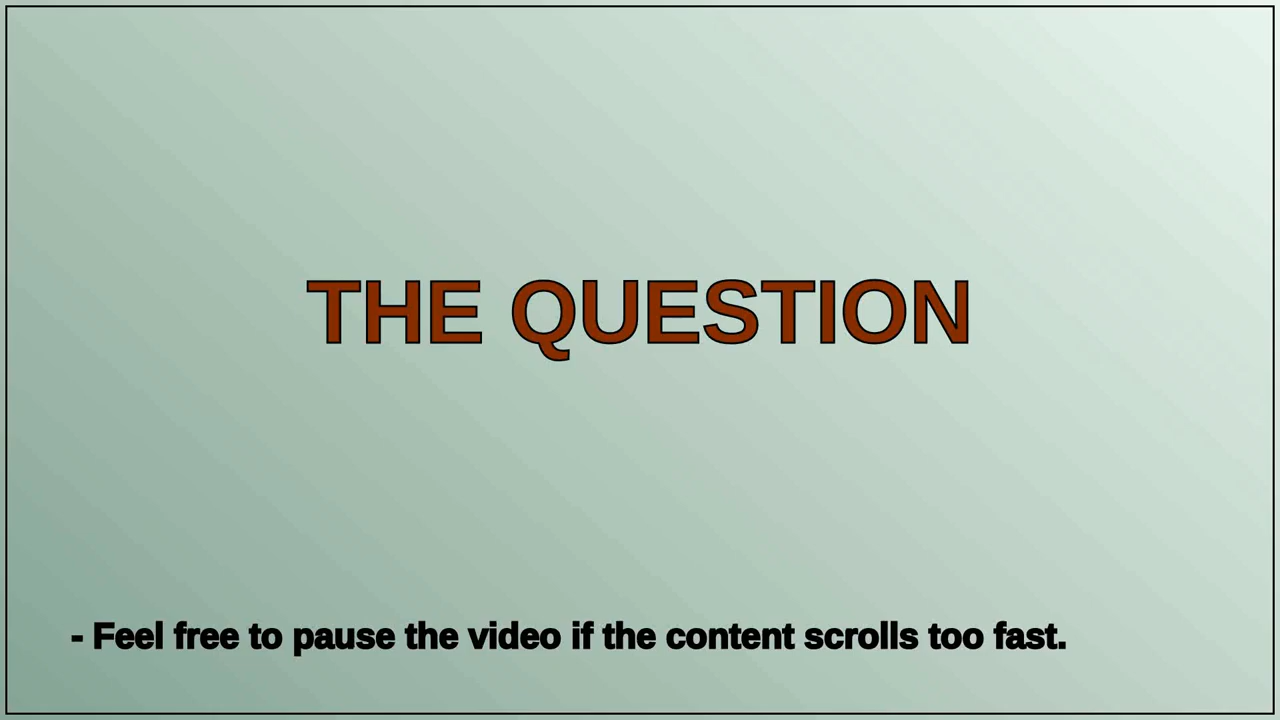 THE QUESTION
- Feel free to pause the video if the content scrolls too fast.